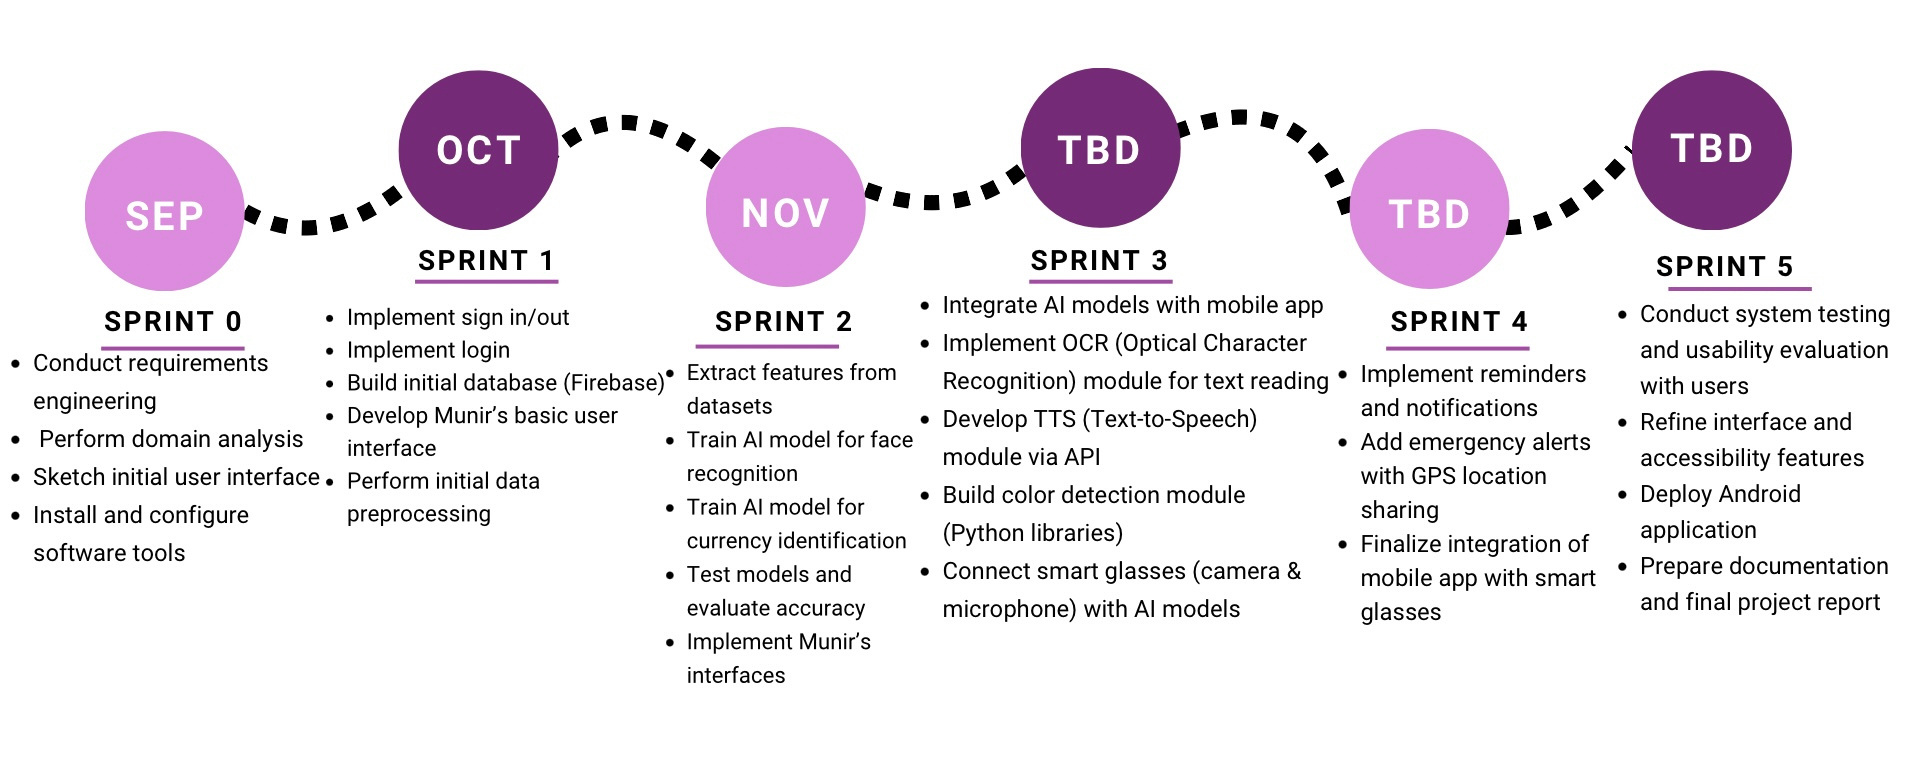 SEP
SPRINT 0
• Conduct requirements
engineering
• Perform domain analysis
• Sketch initial user interface
• Install and configure
software tools
OCT
SPRINT 1
• Implement sign in/out
• Implement login
• Build initial database (Firebase)
• Develop Munir’s basic user
interface
• Perform initial data
preprocessing
NOV
SPRINT 2
• Extract features from
datasets
• Train AI model for face
recognition
• Train AI model for
currency identification
• Test models and
evaluate accuracy
• Implement Munir’s
interfaces
TBD
SPRINT 3
• Integrate AI models with mobile app
• Implement OCR (Optical Character
Recognition) module for text reading
• Develop TTS (Text-to-Speech)
module via API
• Build color detection module
(Python libraries)
• Connect smart glasses (camera &
microphone) with AI models
TBD
SPRINT 4
• Implement reminders
and notifications
• Add emergency alerts
with GPS location
sharing
• Finalize integration of
mobile app with smart
glasses
TBD
SPRINT 5
• Conduct system testing
and usability evaluation
with users
• Refine interface and
accessibility features
• Deploy Android
application
• Prepare documentation
and final project report